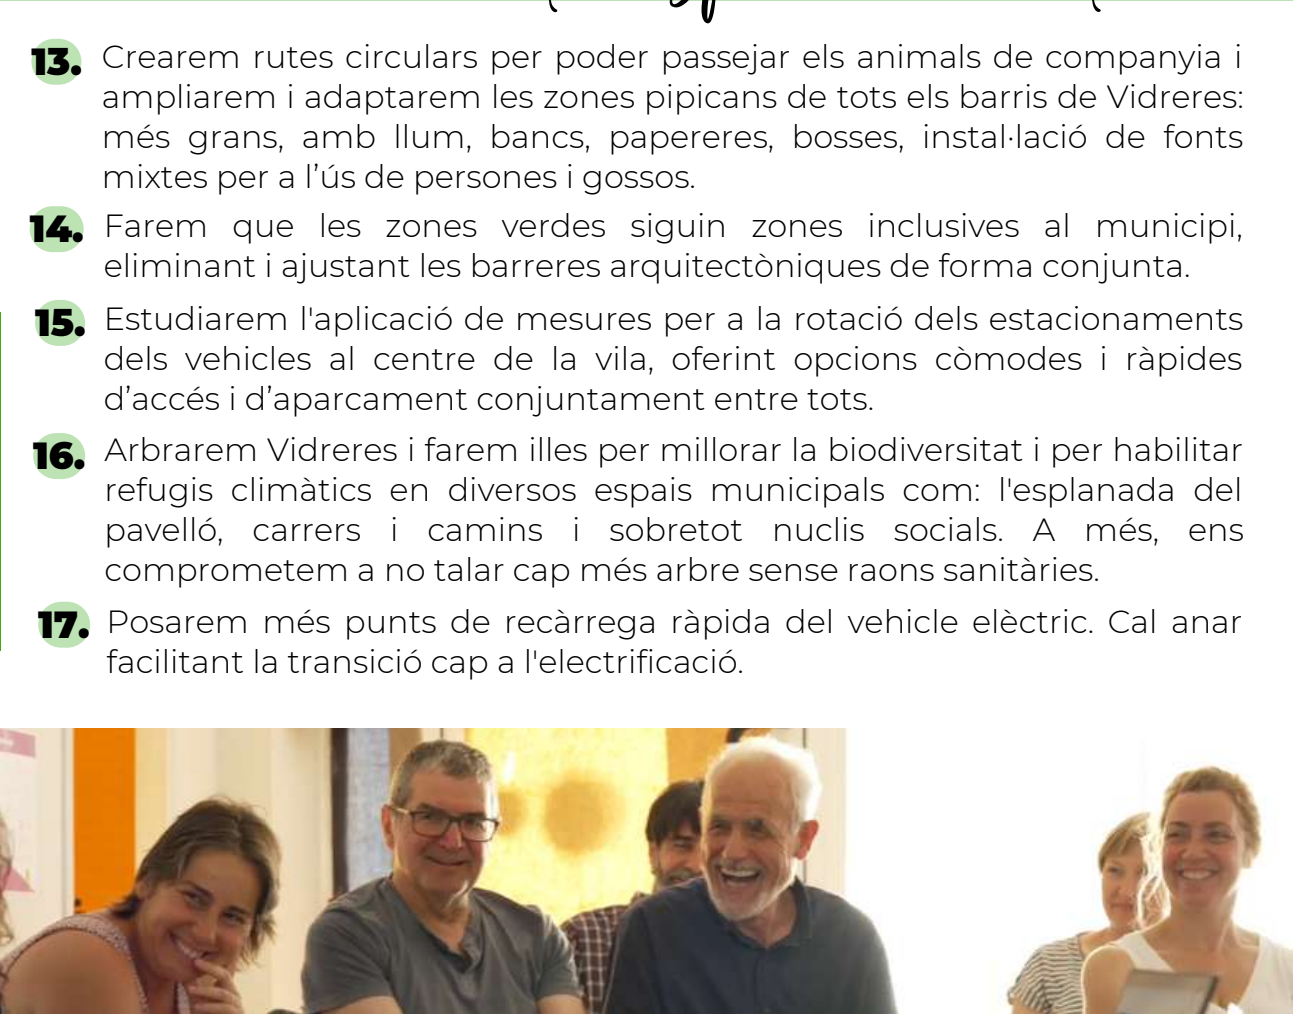 13. Crearem rutes circulars per poder passejar els animals de companyia i
ampliarem i adaptarem les zones pipicans de tots els barris de Vidreres:
més grans, amb llum, bancs, papereres, bosses, instal·lació de fonts
mixtes per a l’ús de persones i gossos.
14. Farem que les zones verdes siguin zones inclusives al municipi,
eliminant i ajustant les barreres arquitectòniques de forma conjunta.
15. Estudiarem l'aplicació de mesures per a la rotació dels estacionaments
dels vehicles al centre de la vila, oferint opcions còmodes i ràpides
d’accés i d’aparcament conjuntament entre tots.
16. Arbrarem Vidreres i farem illes per millorar la biodiversitat i per habilitar
refugis climàtics en diversos espais municipals com: l'esplanada del
pavelló, carrers i camins i sobretot nuclis socials. A més, ens
comprometem a no talar cap més arbre sense raons sanitàries.
17. Posarem més punts de recàrrega ràpida del vehicle elèctric. Cal anar
facilitant la transició cap a l'electrificació.